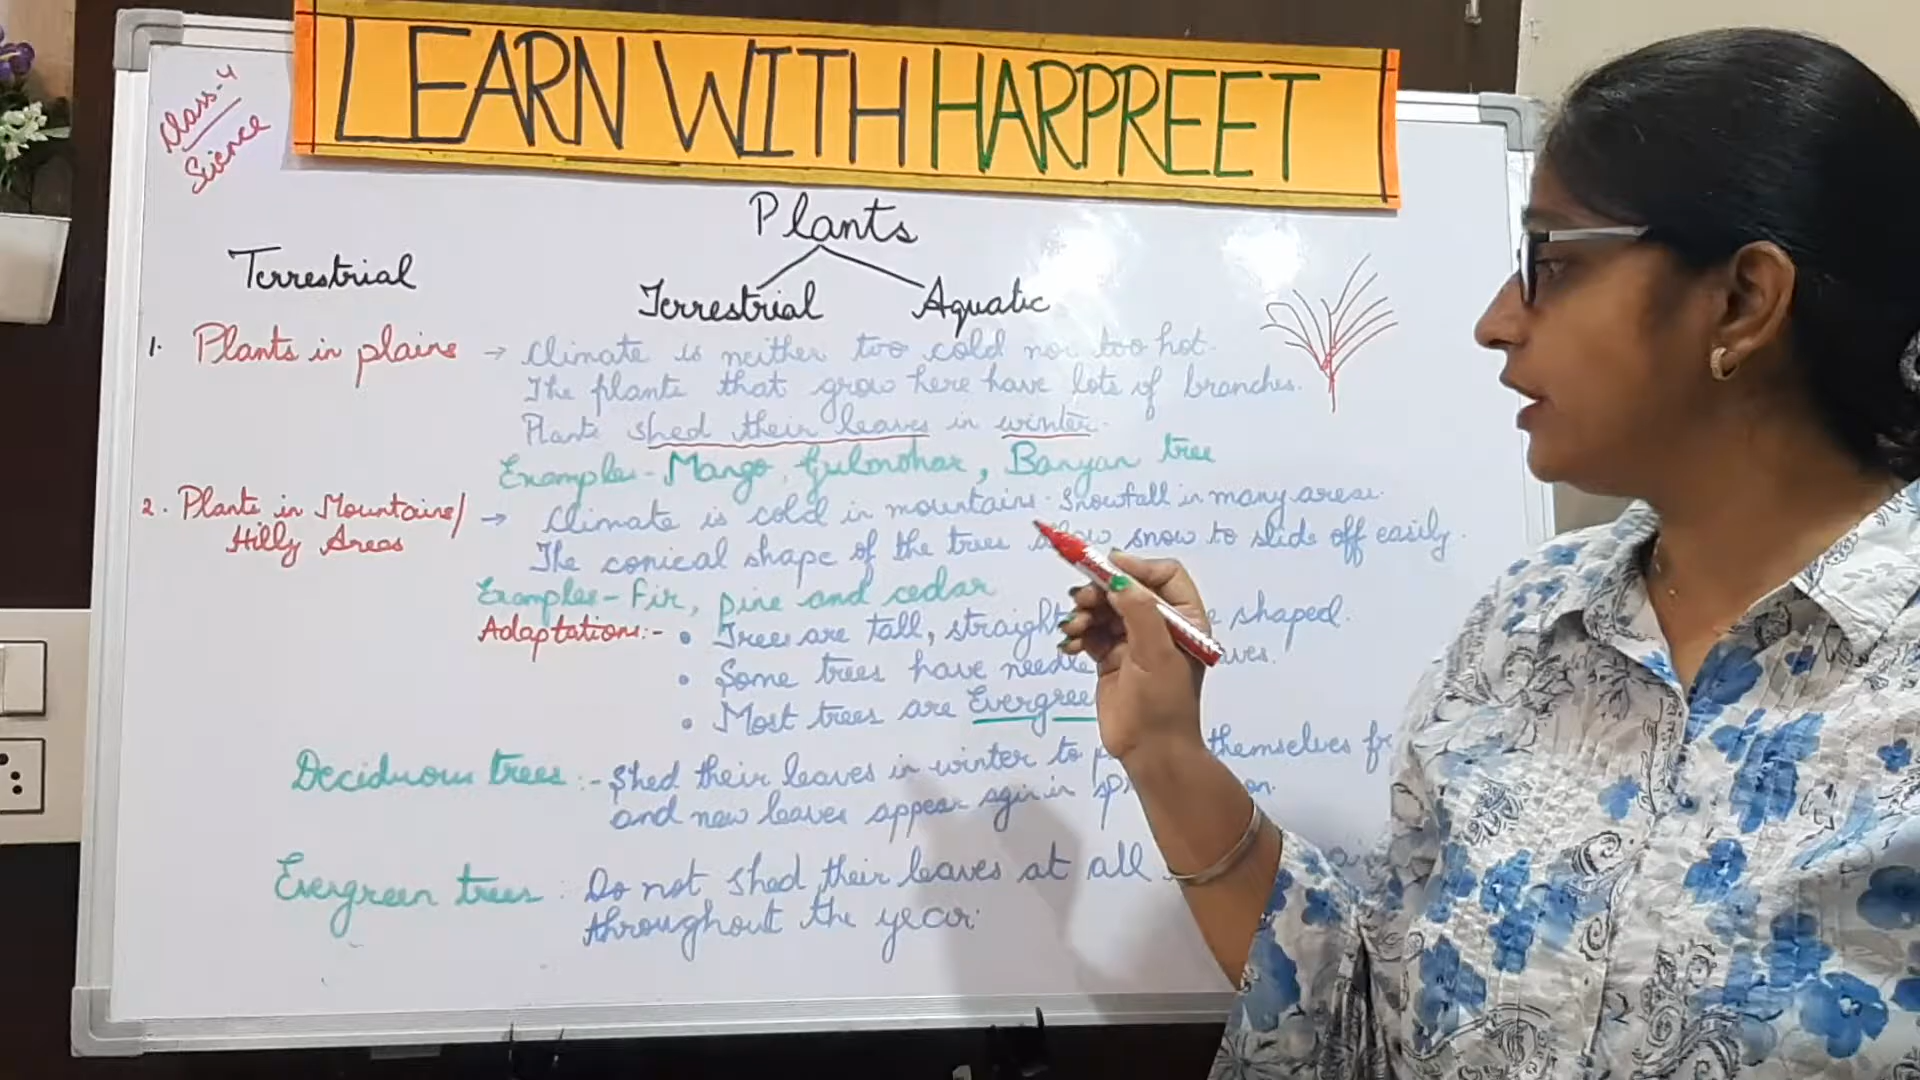 LEARN WITH HARPREET
Class-4
Science
Plants
Terrestrial
Terrestrial Aquatic
1. Plants in plains → Climate is neither too cold nor too hot.
The plants that grow here have lots of branches.
Plants shed their leaves in winter.
Examples- Mango, Gulmohar, Banyan tree
2. Plants in Mountains/ → Climate is cold in mountains. Snowfall in many areas.
Hilly Areas
The conical shape of the trees snow to slide off easily.
Examples- Fir, pine and cedar
Adaptations:- • Trees are tall, straight shaped.
• Some trees have needle
• Most trees are Evergree
Deciduous trees:- Shed their leaves in winter to themselves
and new leaves appear agin in
Evergreen trees: Do not shed their leaves at all
throughout the year.